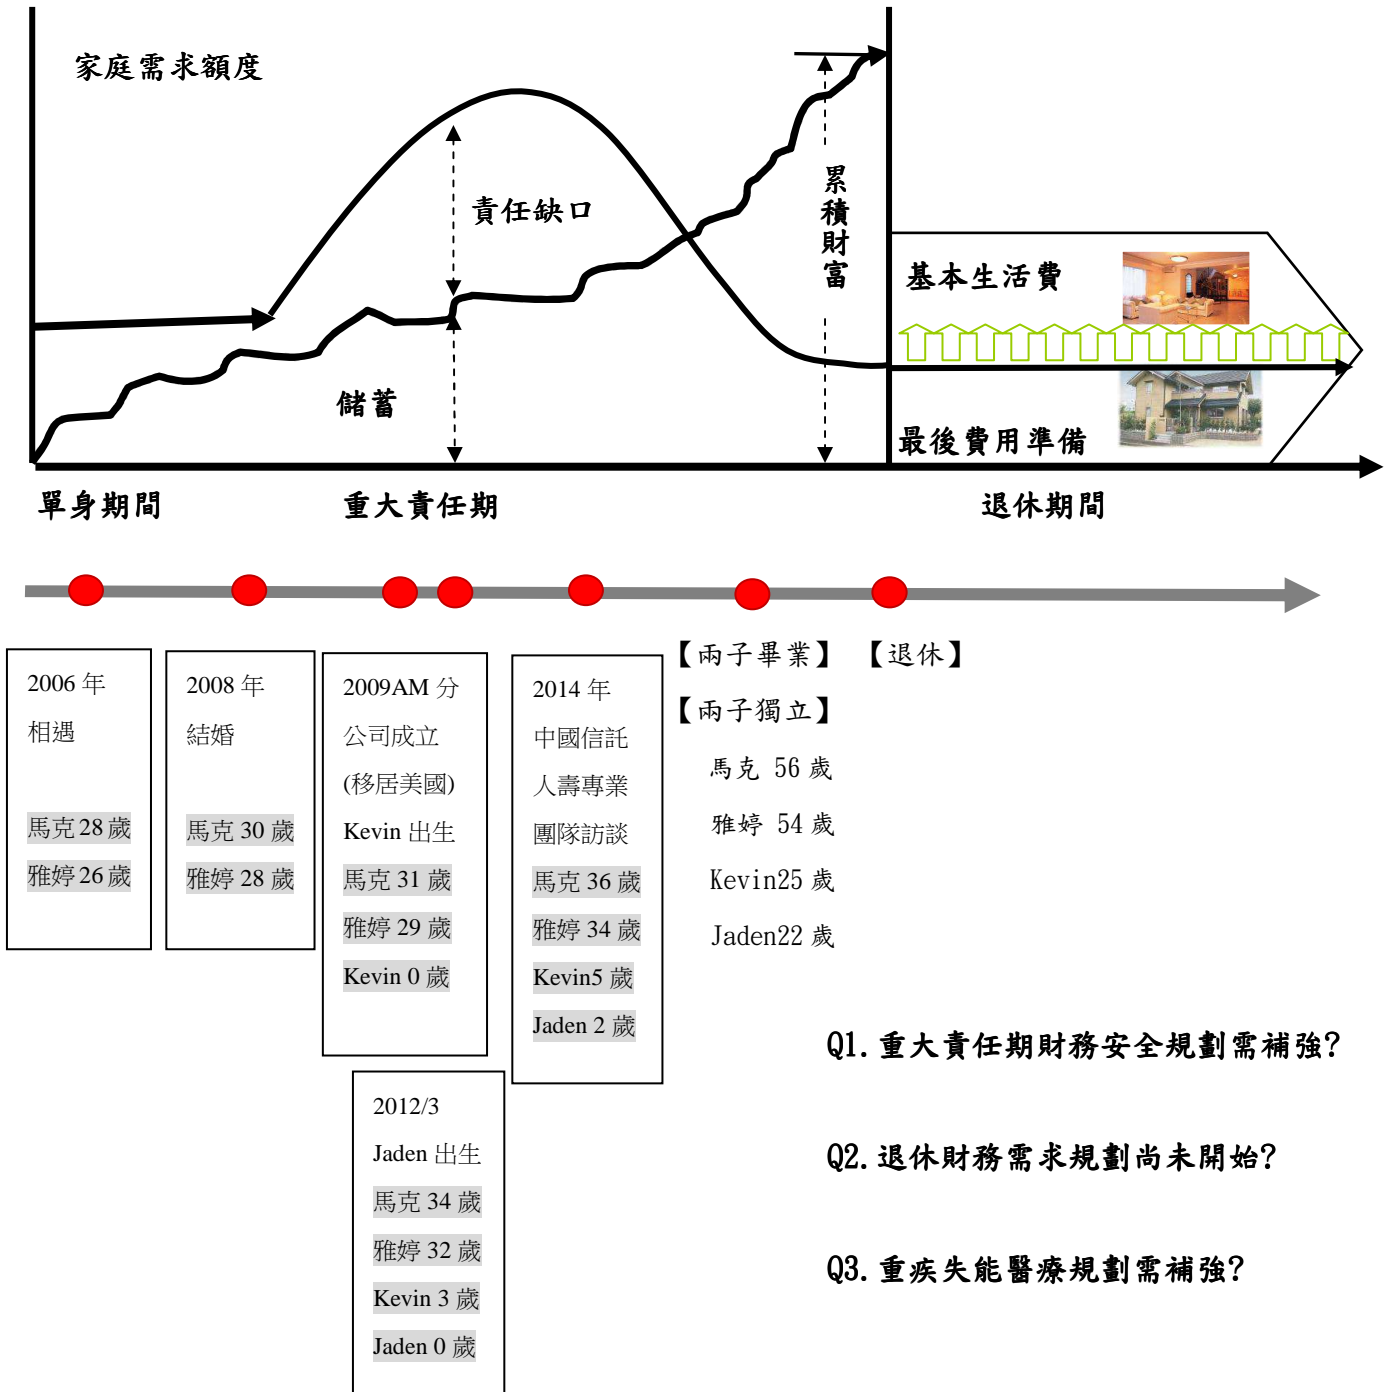 家庭需求額度
責任缺口
累
積
財
富
儲蓄
基本生活費
最後費用準備
單身期間
重大責任期
退休期間
2006 年
相遇
馬克 28 歲
雅婷 26 歲
2008 年
結婚
馬克 30 歲
雅婷 28 歲
2009AM 分
公司成立
(移居美國)
Kevin 出生
馬克 31 歲
雅婷 29 歲
Kevin 0 歲
2012/3
Jaden 出生
馬克 34 歲
雅婷 32 歲
Kevin 3 歲
Jaden 0 歲
2014 年
中國信託
人壽專業
團隊訪談
馬克 36 歲
雅婷 34 歲
Kevin5 歲
Jaden 2 歲
【兩子畢業】
【兩子獨立】
馬克 56 歲
雅婷 54 歲
Kevin25 歲
Jaden22 歲
【退休】
Q1.重大責任期財務安全規劃需補強?
Q2.退休財務需求規劃尚未開始?
Q3.重疾失能醫療規劃需補強?